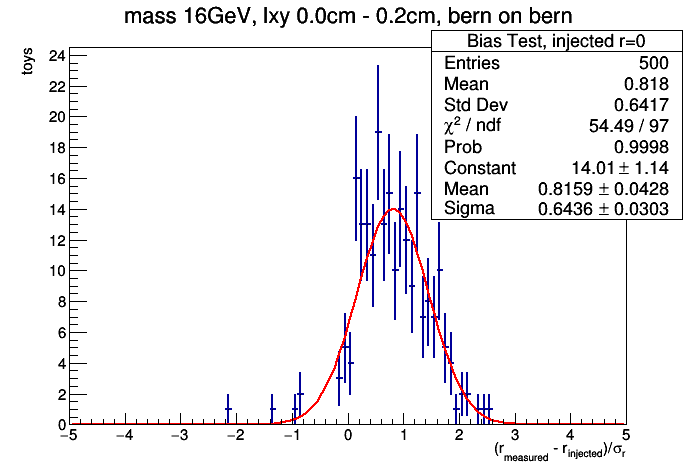 mass 16GeV, lxy 0.0cm - 0.2cm, bern on bern
Bias Test, injected r=0
Entries 500
Mean 0.818
Std Dev 0.6417
χ² / ndf 54.49 / 97
Prob 0.9998
Constant 14.01 ± 1.14
Mean 0.8159 ± 0.0428
Sigma 0.6436 ± 0.0303
toys
24
22
20
18
16
14
12
10
8
6
4
2
0
−5 −4 −3 −2 −1 0 1 2 3 4 5
(r_measured - r_injected)/σ_r